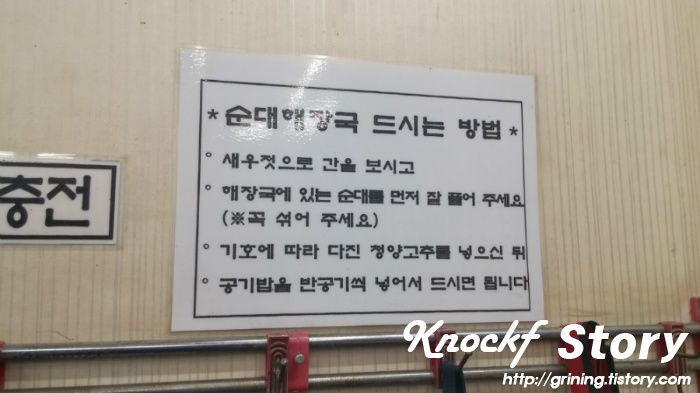 * 순대해장국 드시는 방법 *
° 새우젓으로 간을 보시고
° 해장국에 있는 순대를 먼저 잘 풀어 주세요
(※꼭 섞어 주세요)
° 기호에 따라 다진 청양고추를 넣으신 뒤
° 공기밥을 반공기씩 넣어서 드시면 됩니다
충전
Knockf Story
http://grining.tistory.com